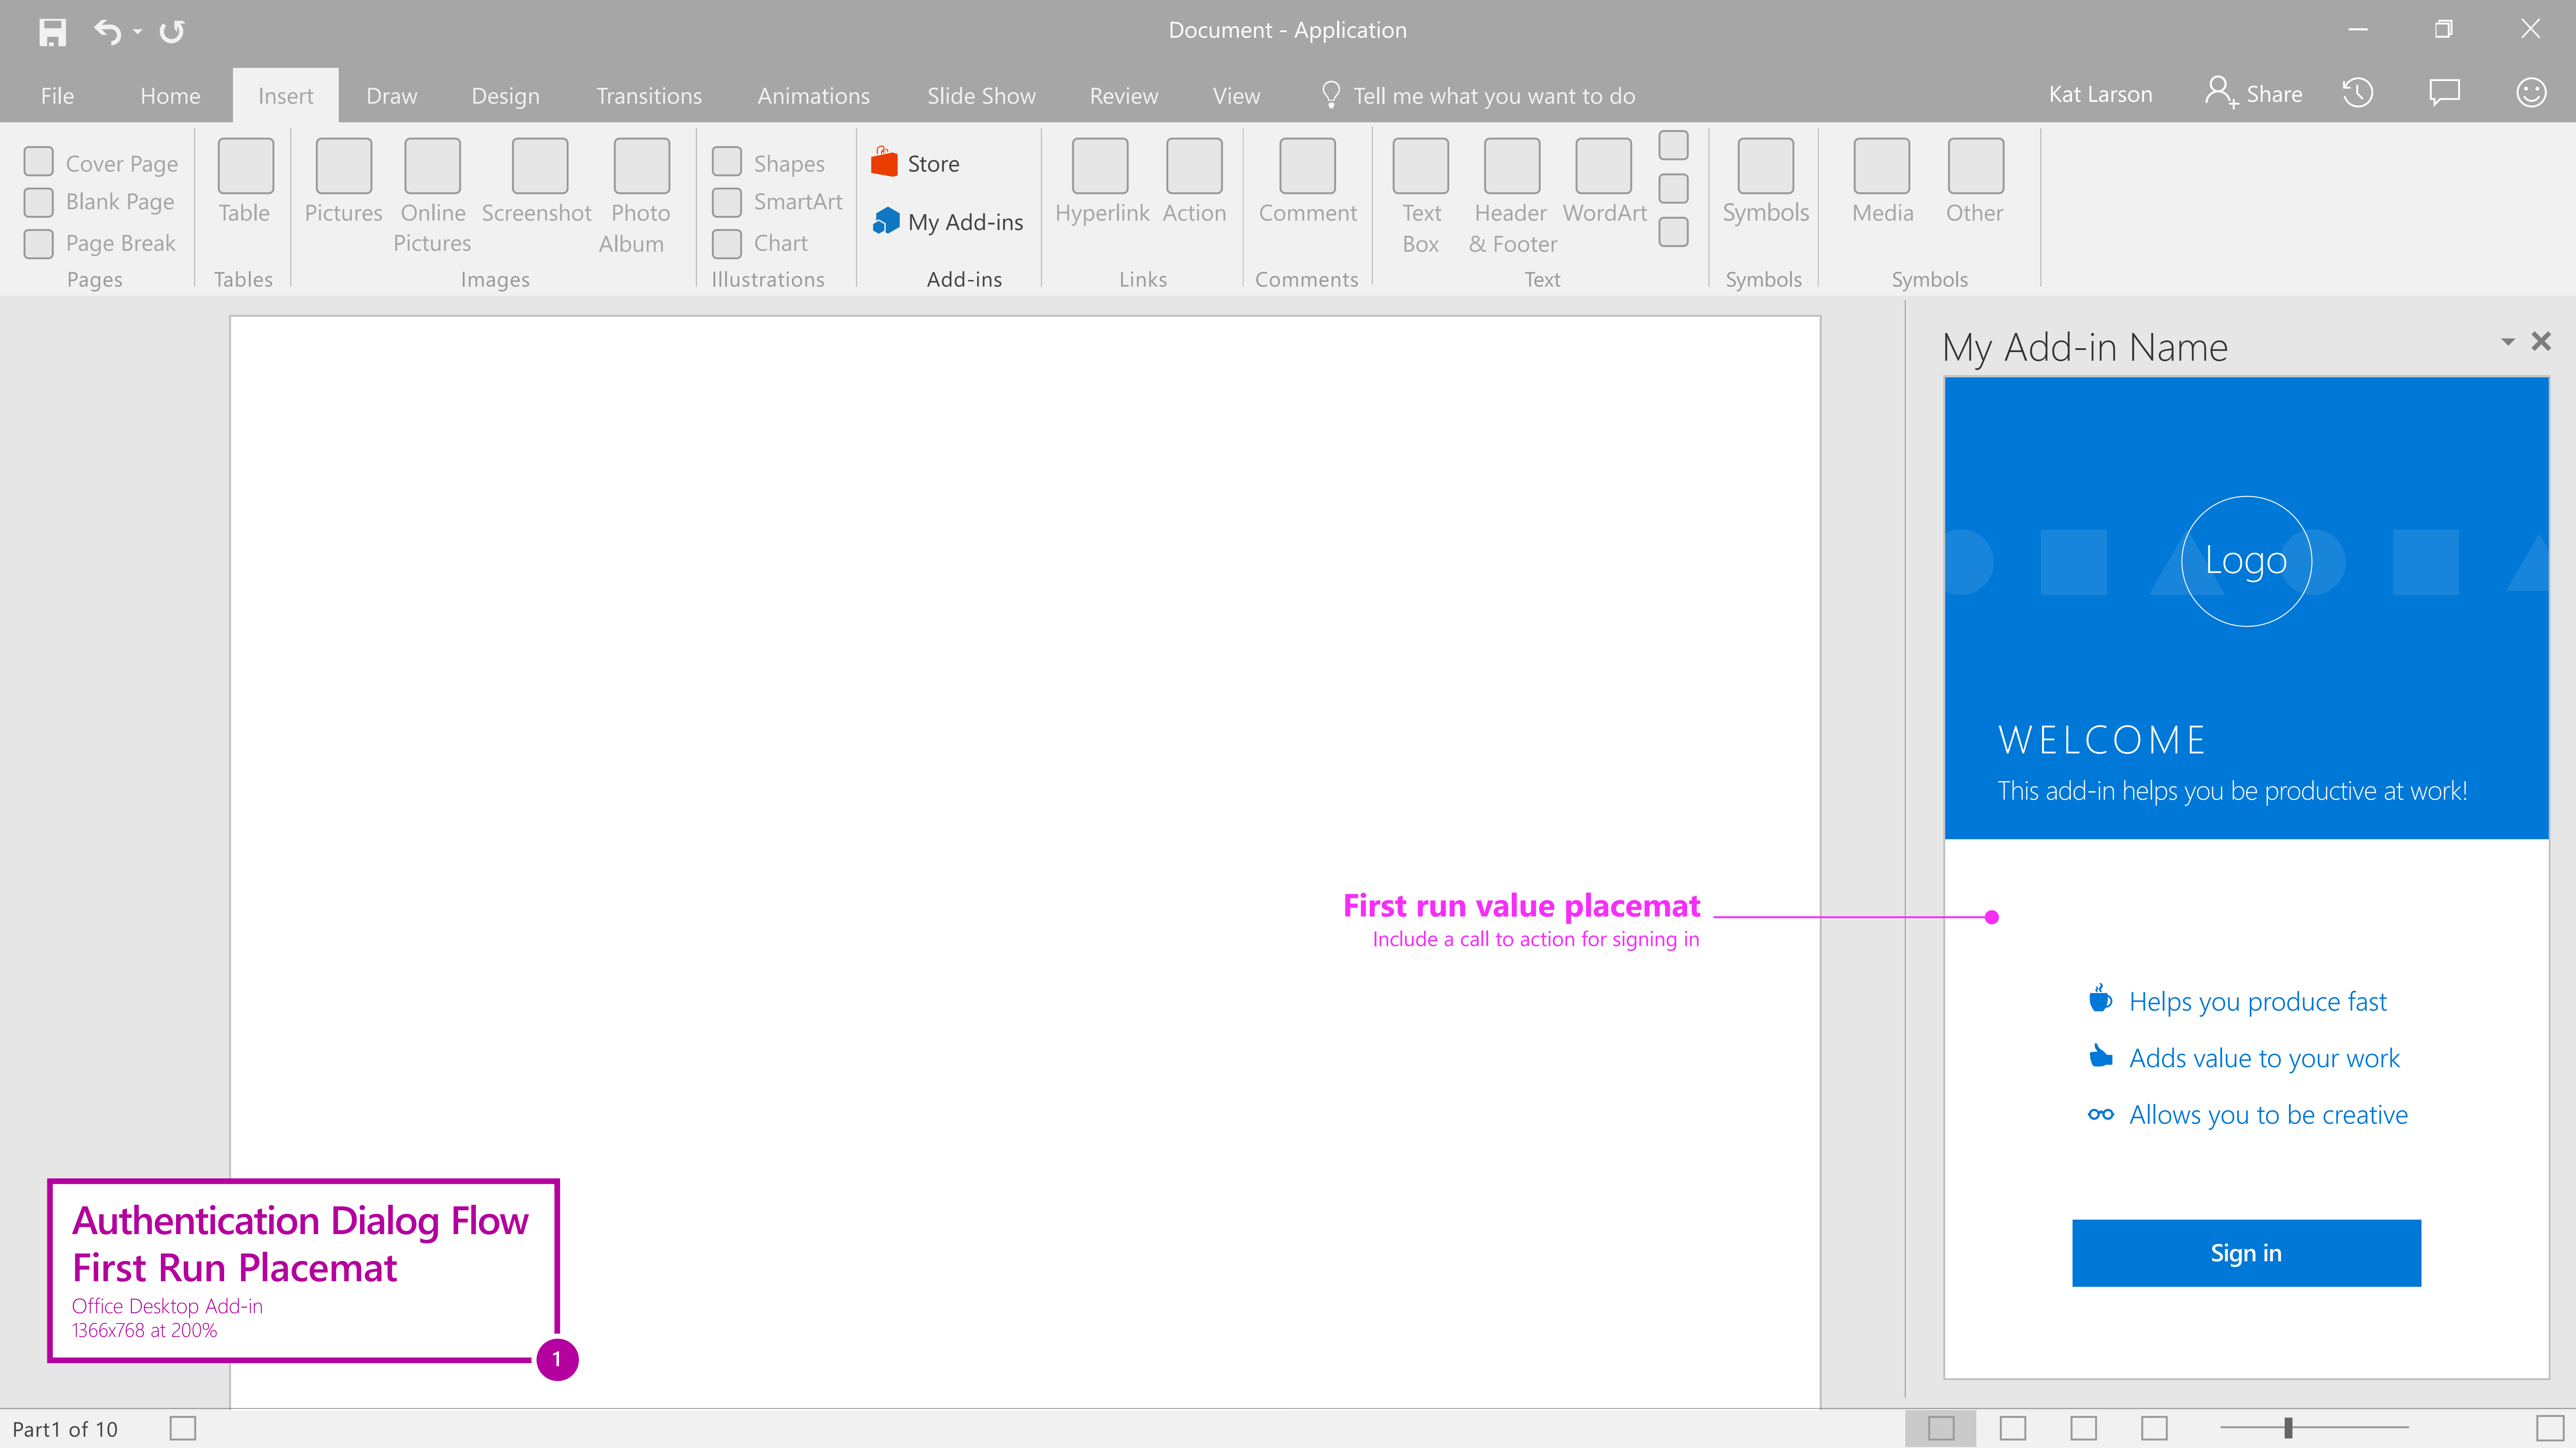 Document - Application
File Home Insert Draw Design Transitions Animations Slide Show Review View Tell me what you want to do Kat Larson Share
Cover Page
Blank Page
Page Break
Pages
Table
Tables
Pictures
Online
Pictures
Screenshot
Photo
Album
Images
Shapes
SmartArt
Chart
Illustrations
Store
My Add-ins
Add-ins
Hyperlink
Action
Links
Comment
Comments
Text
Box
Header
& Footer
WordArt
Text
Symbols
Symbols
Media
Other
Symbols
My Add-in Name
Logo
WELCOME
This add-in helps you be productive at work!
First run value placemat
Include a call to action for signing in
Helps you produce fast
Adds value to your work
Allows you to be creative
Sign in
Authentication Dialog Flow
First Run Placemat
Office Desktop Add-in
1366x768 at 200%
1
Part1 of 10